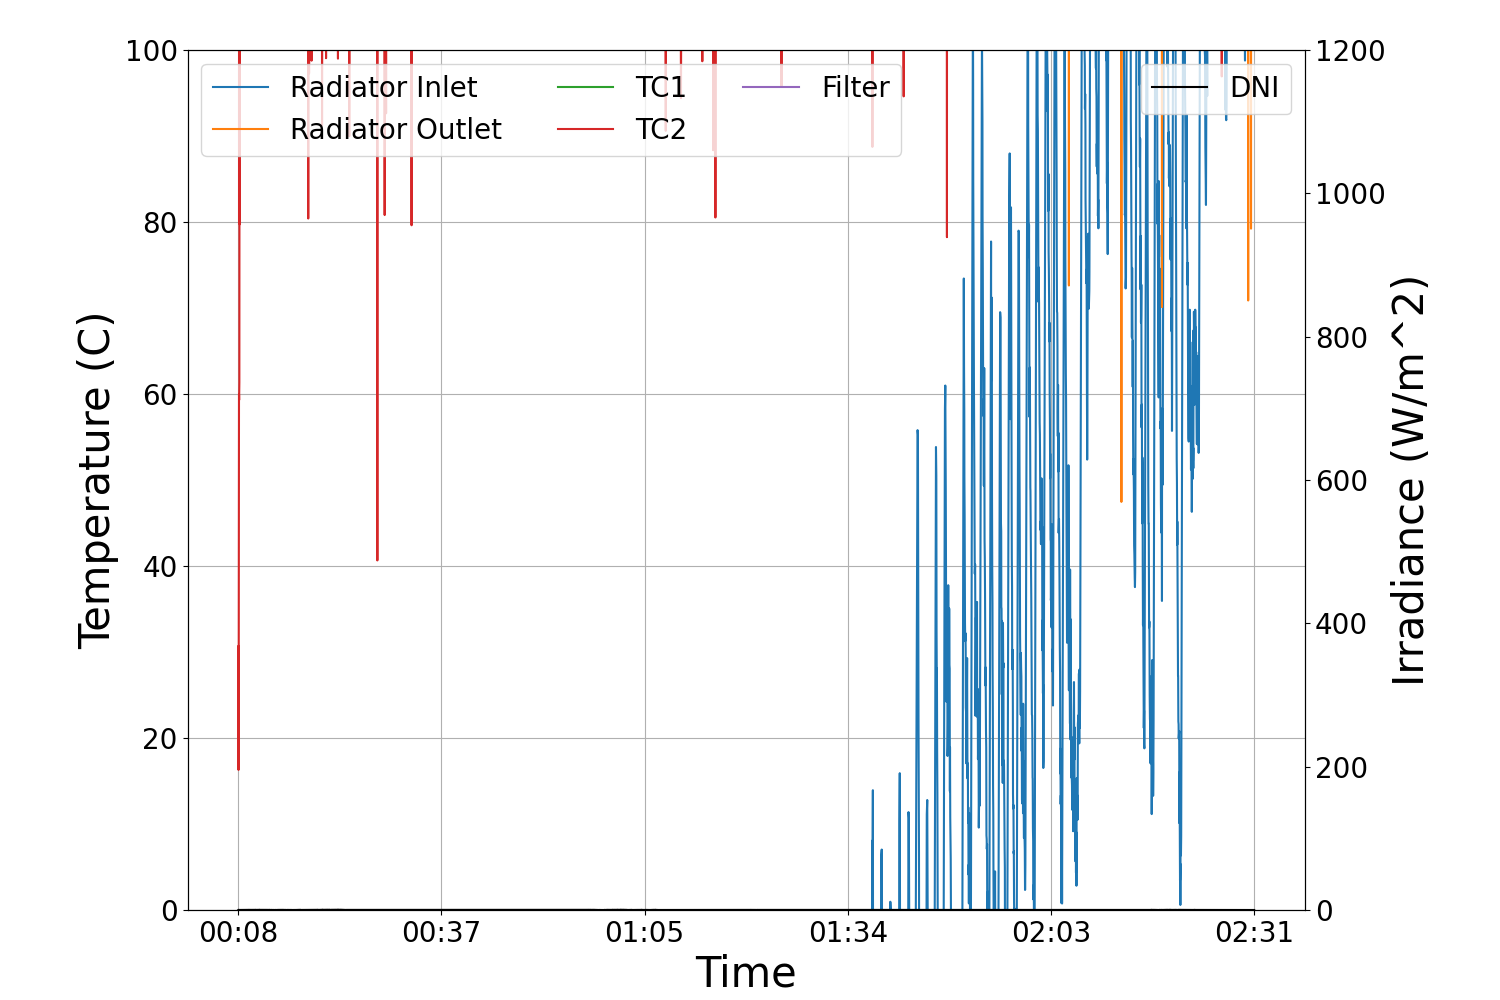 100
80
60
40
20
0
Temperature (C)
Radiator Inlet
Radiator Outlet
TC1
TC2
Filter
DNI
1200
1000
800
600
400
200
0
Irradiance (W/m^2)
00:08 00:37 01:05 01:34 02:03 02:31
Time